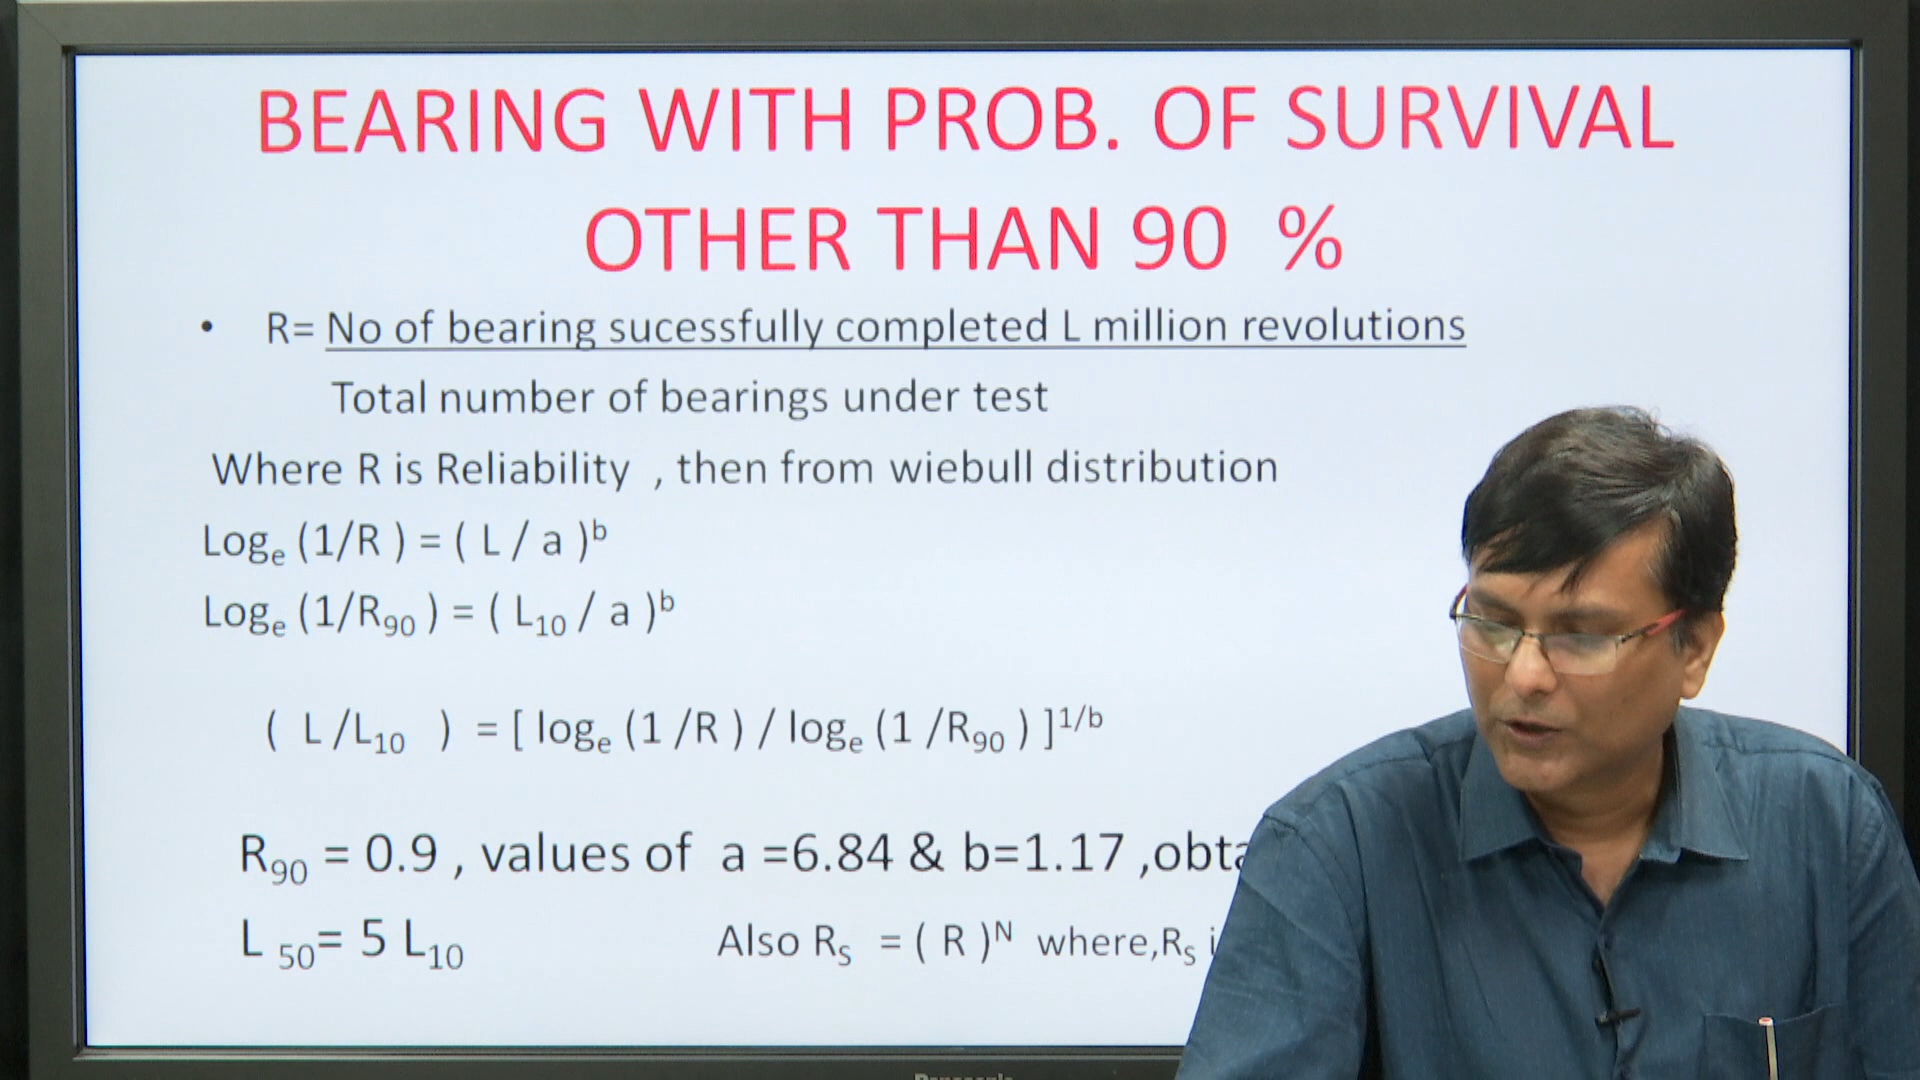 BEARING WITH PROB. OF SURVIVAL
OTHER THAN 90 %
• R= No of bearing sucessfully completed L million revolutions
Total number of bearings under test
Where R is Reliability , then from wiebull distribution
Logₑ (1/R ) = ( L / a )ᵇ
Logₑ (1/R₉₀ ) = ( L₁₀ / a )ᵇ
( L /L₁₀ ) = [ logₑ (1 /R ) / logₑ (1 /R₉₀ ) ]¹/ᵇ
R₉₀ = 0.9 , values of a =6.84 & b=1.17 ,
L ₅₀= 5 L₁₀ Also Rₛ = ( R )ᴺ where,Rₛ